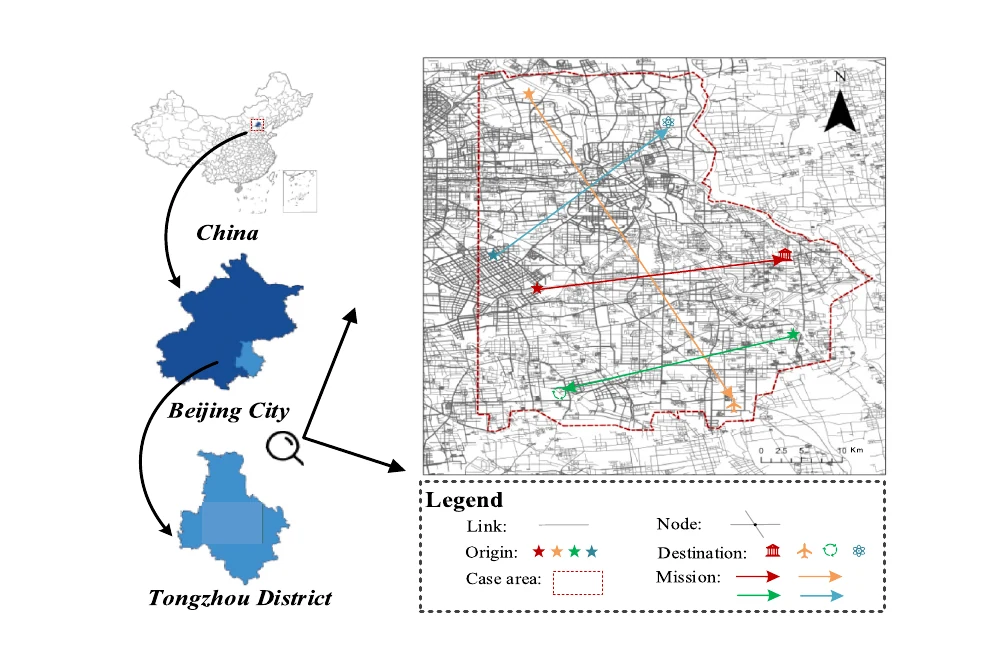 China
Beijing City
Tongzhou District
N
0 2.5 5 10 Km
Legend
Link:
Node:
Origin:
Destination:
Case area:
Mission: